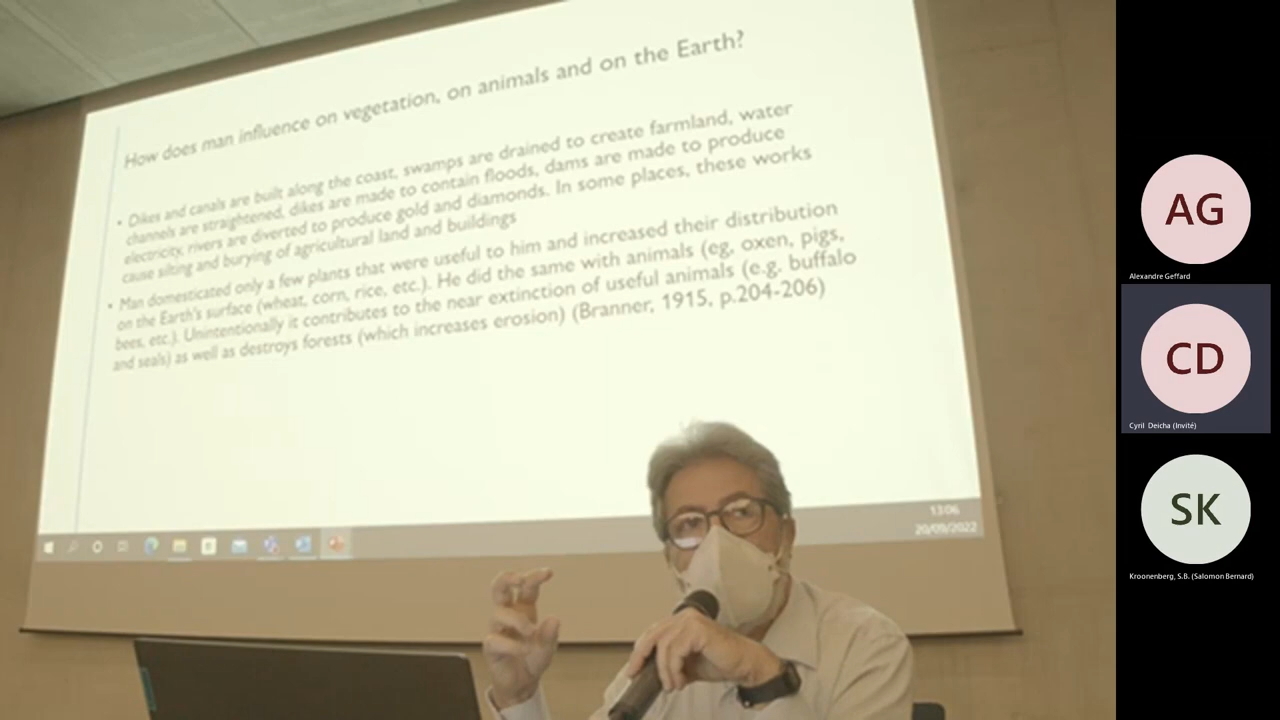 How does man influence on vegetation, on animals and on the Earth?
• Dikes and canals are built along the coast, swamps are drained to create farmland, water
channels are straightened, dikes are made to contain floods, dams are made to produce
electricity, rivers are diverted to produce gold and diamonds. In some places, these works
cause silting and burying of agricultural land and buildings
• Man domesticated only a few plants that were useful to him and increased their distribution
on the Earth's surface (wheat, corn, rice, etc.). He did the same with animals (eg, oxen, pigs,
bees, etc.). Unintentionally it contributes to the near extinction of useful animals (e.g. buffalo
and seals) as well as destroys forests (which increases erosion) (Branner, 1915, p.204-206)
13:06
20/09/2022
AG
Alexandre Geffard
CD
Cyril Deicha (Invité)
SK
Kroonenberg, S.B. (Salomon Bernard)